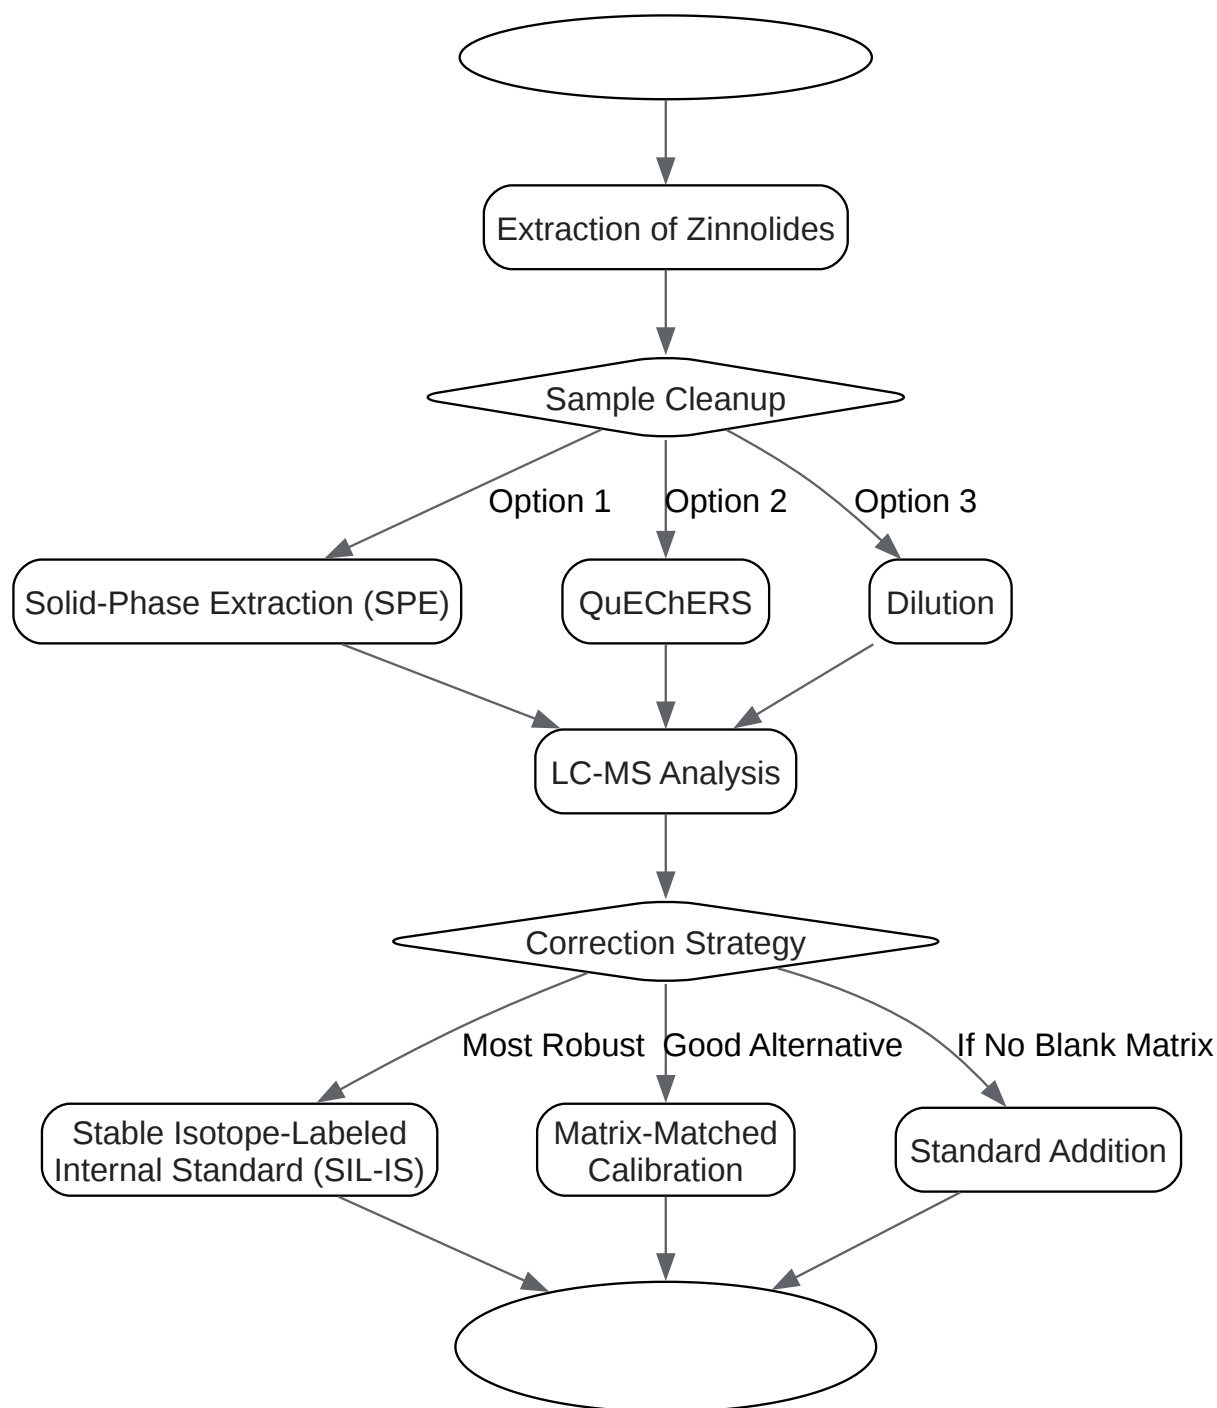 Extraction of Zinnolides
Sample Cleanup
Option 1
Option 2
Option 3
Solid-Phase Extraction (SPE)
QuEChERS
Dilution
LC-MS Analysis
Correction Strategy
Most Robust
Good Alternative
If No Blank Matrix
Stable Isotope-Labeled
Internal Standard (SIL-IS)
Matrix-Matched
Calibration
Standard Addition